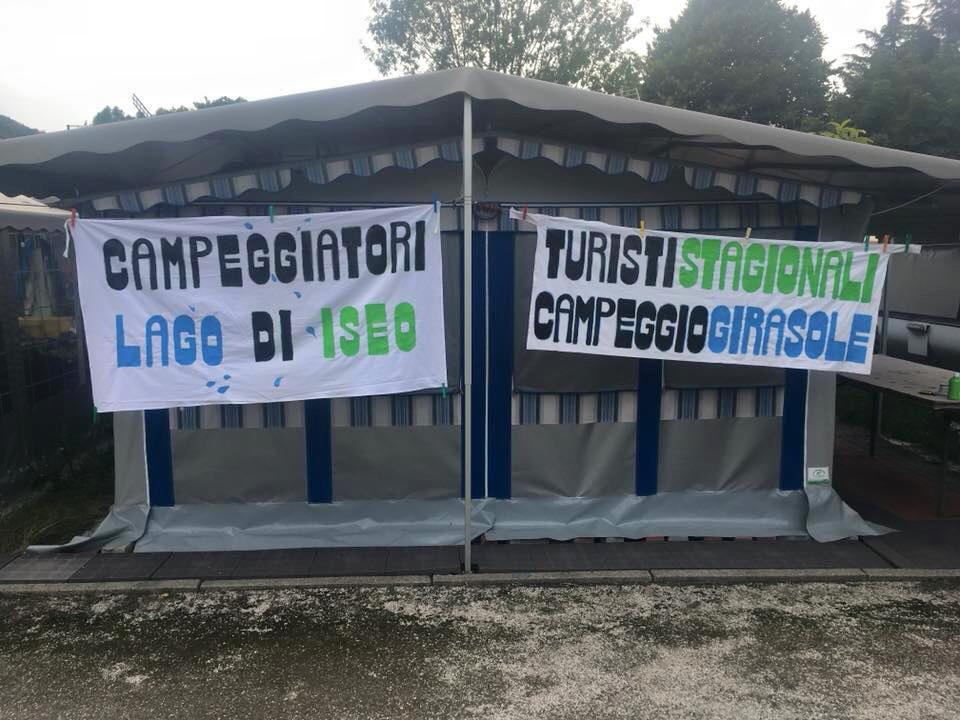 CAMPEGGIATORI
LAGO DI ISEO
TURISTI STAGIONALI
CAMPEGGIO GIRASOLE